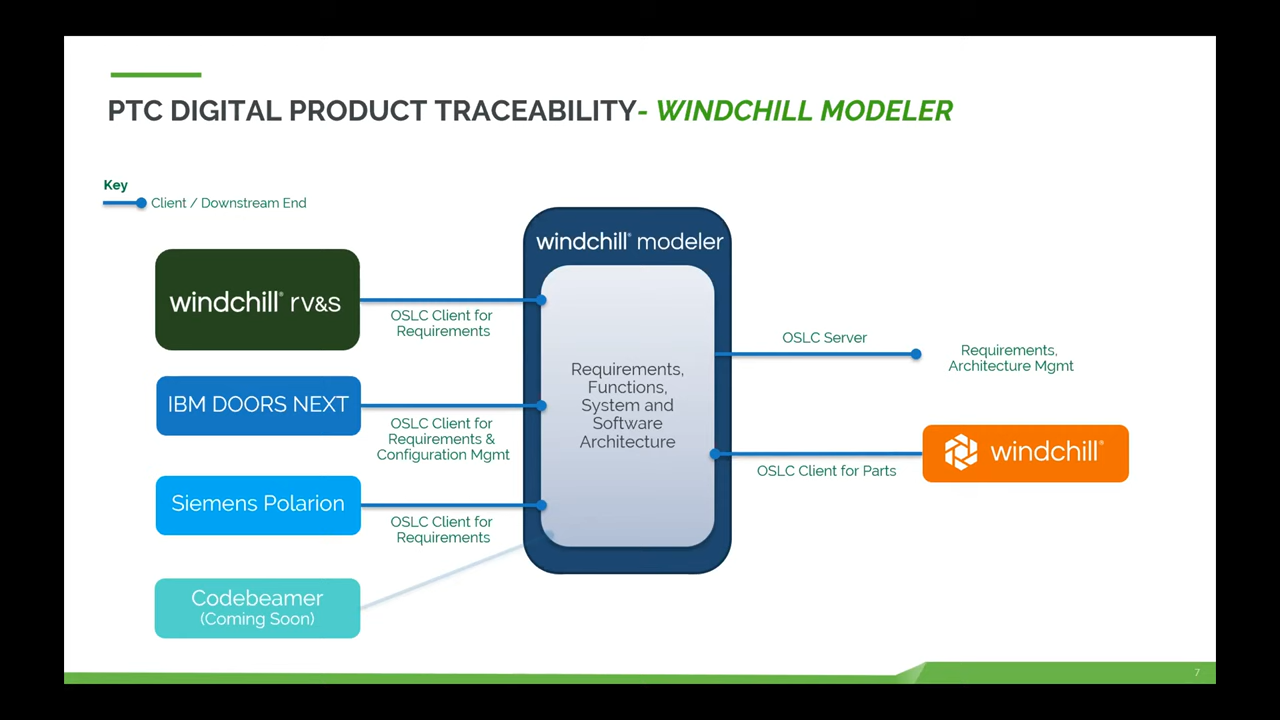 PTC DIGITAL PRODUCT TRACEABILITY- WINDCHILL MODELER
Key
Client / Downstream End
windchill® rv&s
OSLC Client for
Requirements
IBM DOORS NEXT
OSLC Client for
Requirements &
Configuration Mgmt
Siemens Polarion
OSLC Client for
Requirements
Codebeamer
(Coming Soon)
windchill® modeler
Requirements,
Functions,
System and
Software
Architecture
OSLC Server
Requirements,
Architecture Mgmt
OSLC Client for Parts
windchill®
7